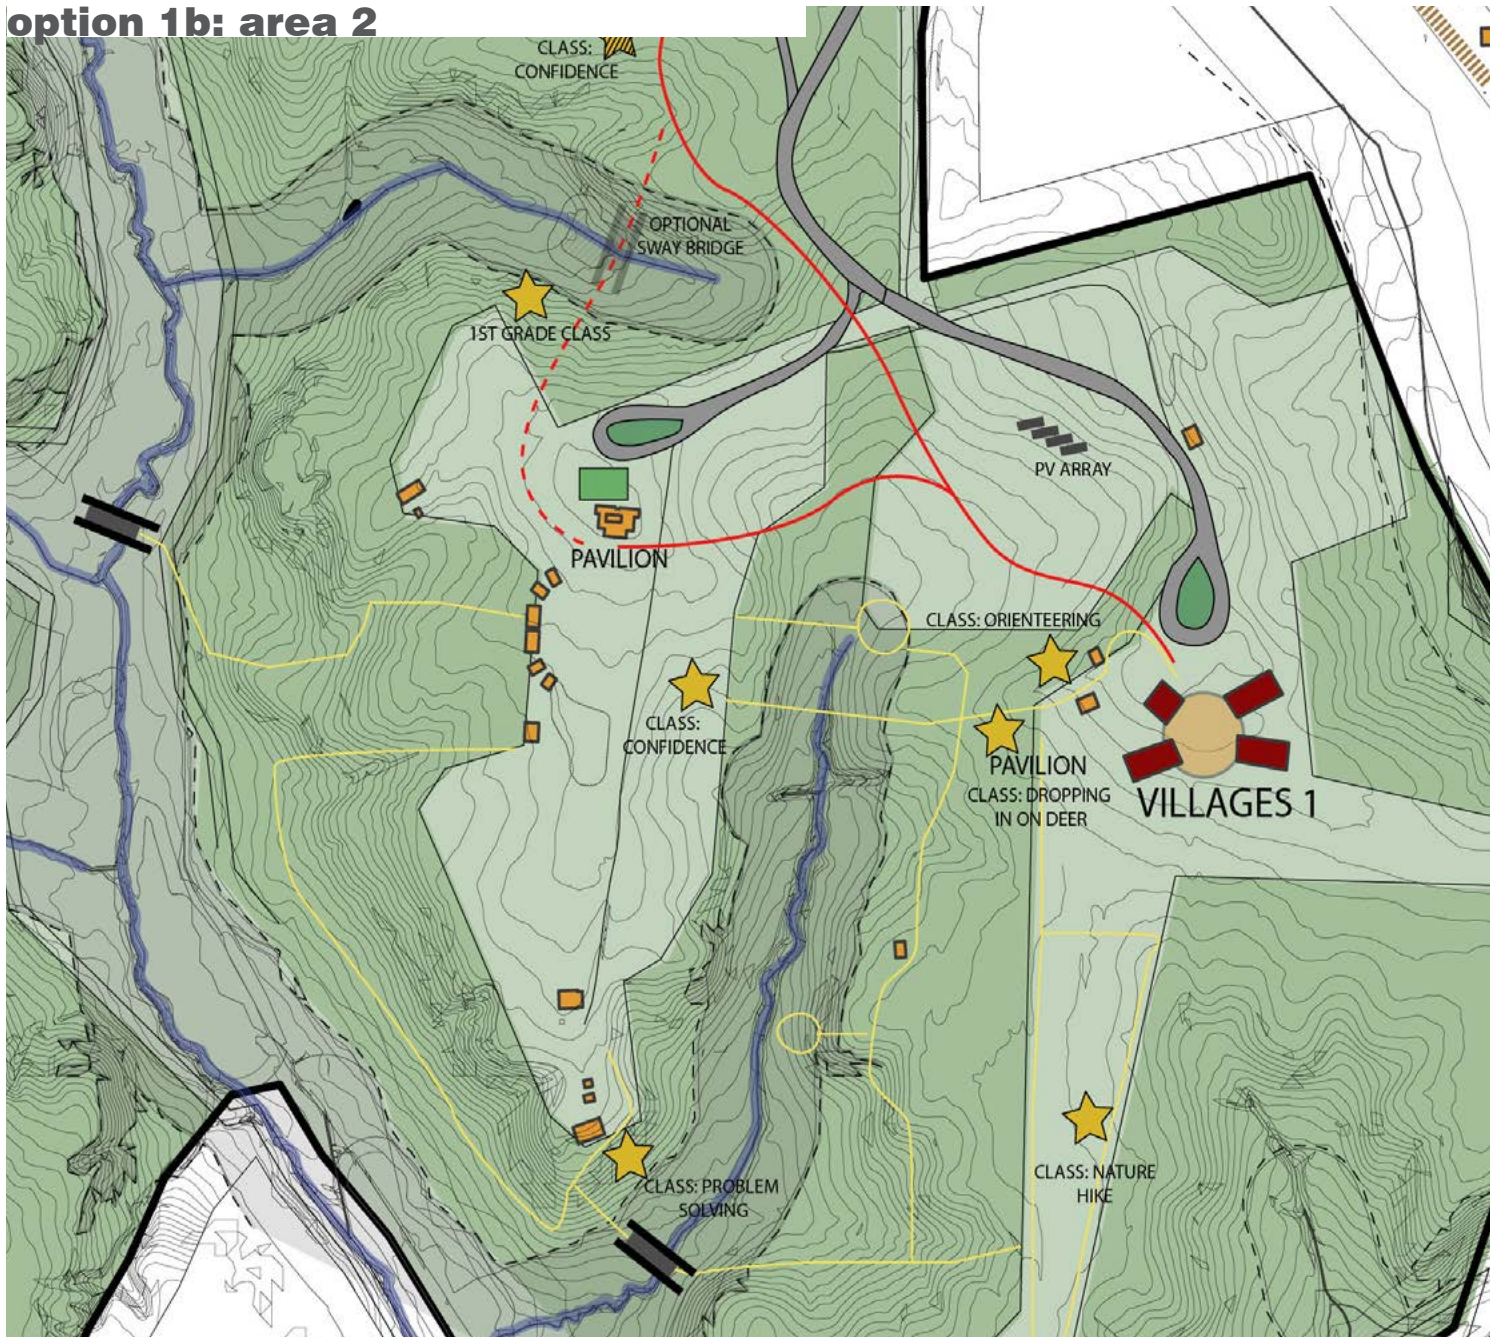 option 1b: area 2
CLASS:
CONFIDENCE
OPTIONAL
SWAY BRIDGE
1ST GRADE CLASS
PV ARRAY
PAVILION
CLASS: ORIENTEERING
CLASS:
CONFIDENCE
PAVILION
CLASS: DROPPING
IN ON DEER
VILLAGES 1
CLASS: NATURE
HIKE
CLASS: PROBLEM
SOLVING